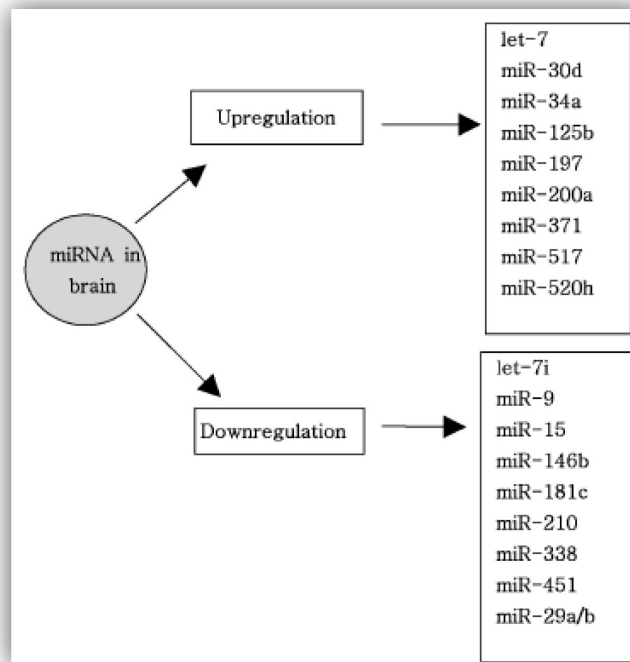 miRNA in
brain
Upregulation
let-7
miR-30d
miR-34a
miR-125b
miR-197
miR-200a
miR-371
miR-517
miR-520h
Downregulation
let-7i
miR-9
miR-15
miR-146b
miR-181c
miR-210
miR-338
miR-451
miR-29a/b